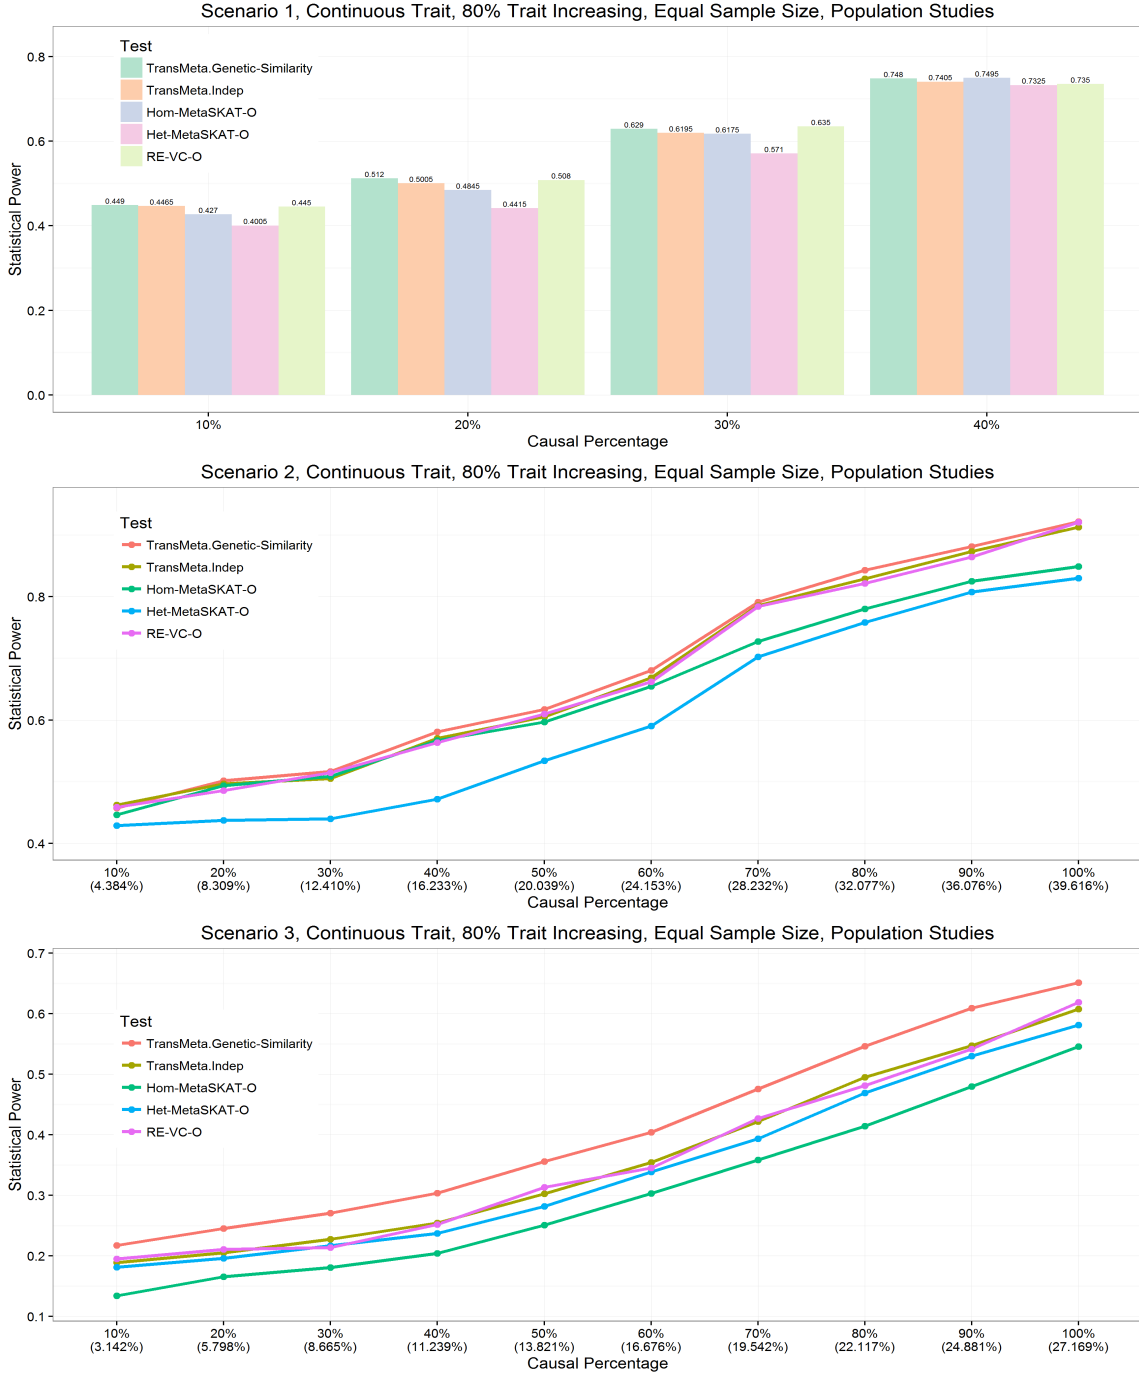 Scenario 1, Continuous Trait, 80% Trait Increasing, Equal Sample Size, Population Studies
Statistical Power
0.8
0.6
0.4
0.2
0.0
Test
TransMeta.Genetic-Similarity
TransMeta.Indep
Hom-MetaSKAT-O
Het-MetaSKAT-O
RE-VC-O
0.449 0.4465 0.427 0.4005 0.445
0.512 0.5005 0.4845 0.4415 0.508
0.629 0.6195 0.6175 0.571 0.635
0.748 0.7405 0.7495 0.7325 0.735
10% 20% 30% 40%
Causal Percentage
Scenario 2, Continuous Trait, 80% Trait Increasing, Equal Sample Size, Population Studies
Statistical Power
0.8
0.6
0.4
Test
TransMeta.Genetic-Similarity
TransMeta.Indep
Hom-MetaSKAT-O
Het-MetaSKAT-O
RE-VC-O
10% 20% 30% 40% 50% 60% 70% 80% 90% 100%
(4.384%) (8.309%) (12.410%) (16.233%) (20.039%) (24.153%) (28.232%) (32.077%) (36.076%) (39.616%)
Causal Percentage
Scenario 3, Continuous Trait, 80% Trait Increasing, Equal Sample Size, Population Studies
Statistical Power
0.7
0.6
0.5
0.4
0.3
0.2
0.1
Test
TransMeta.Genetic-Similarity
TransMeta.Indep
Hom-MetaSKAT-O
Het-MetaSKAT-O
RE-VC-O
10% 20% 30% 40% 50% 60% 70% 80% 90% 100%
(3.142%) (5.798%) (8.665%) (11.239%) (13.821%) (16.676%) (19.542%) (22.117%) (24.881%) (27.169%)
Causal Percentage